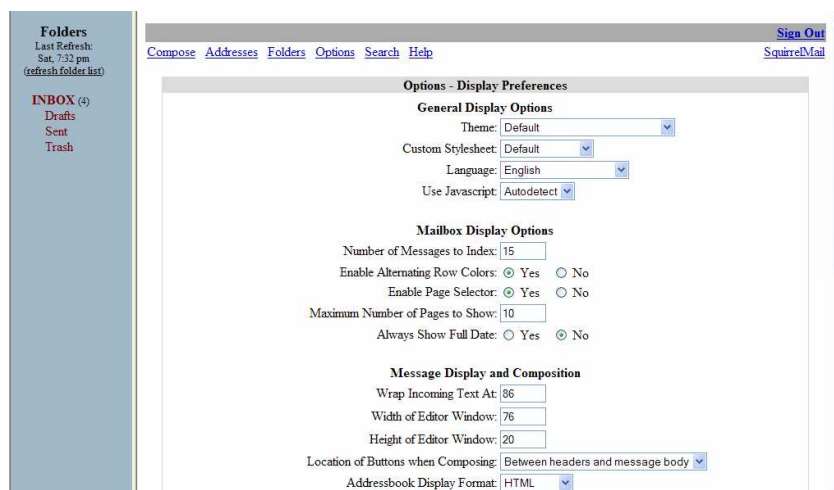 Folders
Last Refresh:
Sat, 7:32 pm
(refresh folder list)
INBOX (4)
Drafts
Sent
Trash
Sign Out
Compose Addresses Folders Options Search Help
SquirrelMail
Options - Display Preferences
General Display Options
Theme: Default
Custom Stylesheet: Default
Language: English
Use Javascript: Autodetect
Mailbox Display Options
Number of Messages to Index: 15
Enable Alternating Row Colors: Yes No
Enable Page Selector: Yes No
Maximum Number of Pages to Show: 10
Always Show Full Date: Yes No
Message Display and Composition
Wrap Incoming Text At: 86
Width of Editor Window: 76
Height of Editor Window: 20
Location of Buttons when Composing: Between headers and message body
Addressbook Display Format: HTML